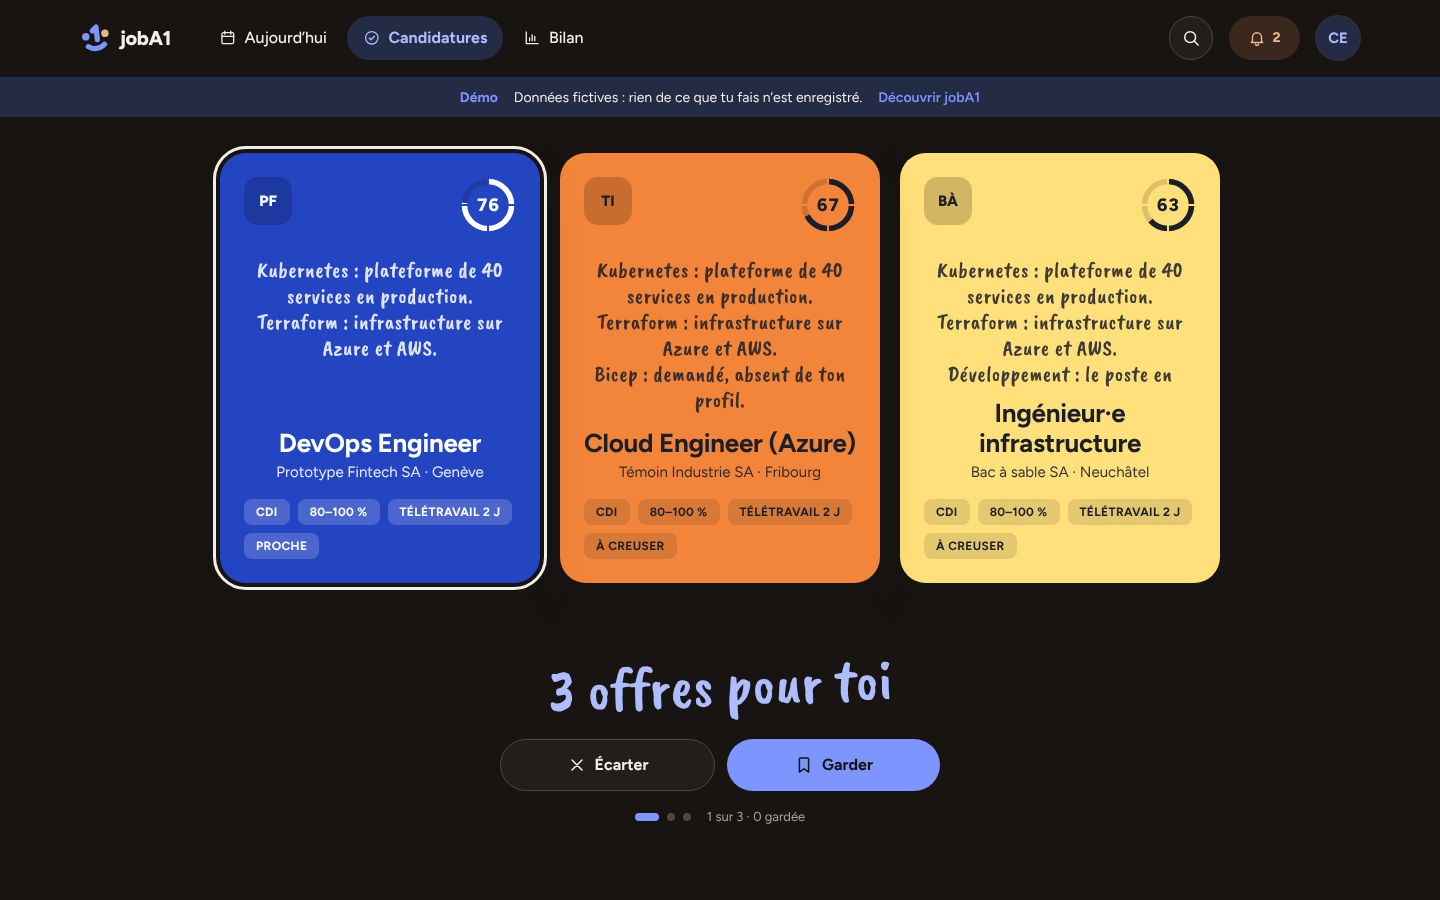 jobA1
Aujourd’hui
Candidatures
Bilan
2
CE
Démo Données fictives : rien de ce que tu fais n’est enregistré. Découvrir jobA1
PF
76
Kubernetes : plateforme de 40
services en production.
Terraform : infrastructure sur
Azure et AWS.
DevOps Engineer
Prototype Fintech SA · Genève
CDI
80–100 %
TÉLÉTRAVAIL 2 J
PROCHE
TI
67
Kubernetes : plateforme de 40
services en production.
Terraform : infrastructure sur
Azure et AWS.
Bicep : demandé, absent de ton
profil.
Cloud Engineer (Azure)
Témoin Industrie SA · Fribourg
CDI
80–100 %
TÉLÉTRAVAIL 2 J
À CREUSER
BÀ
63
Kubernetes : plateforme de 40
services en production.
Terraform : infrastructure sur
Azure et AWS.
Développement : le poste en
Ingénieur·e
infrastructure
Bac à sable SA · Neuchâtel
CDI
80–100 %
TÉLÉTRAVAIL 2 J
À CREUSER
3 offres pour toi
Écarter
Garder
1 sur 3 · 0 gardée